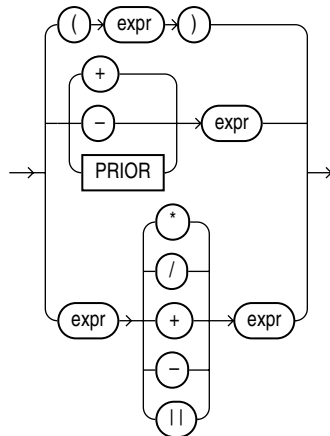 ( expr )
+
– expr
PRIOR
*
/
expr + expr
–
||